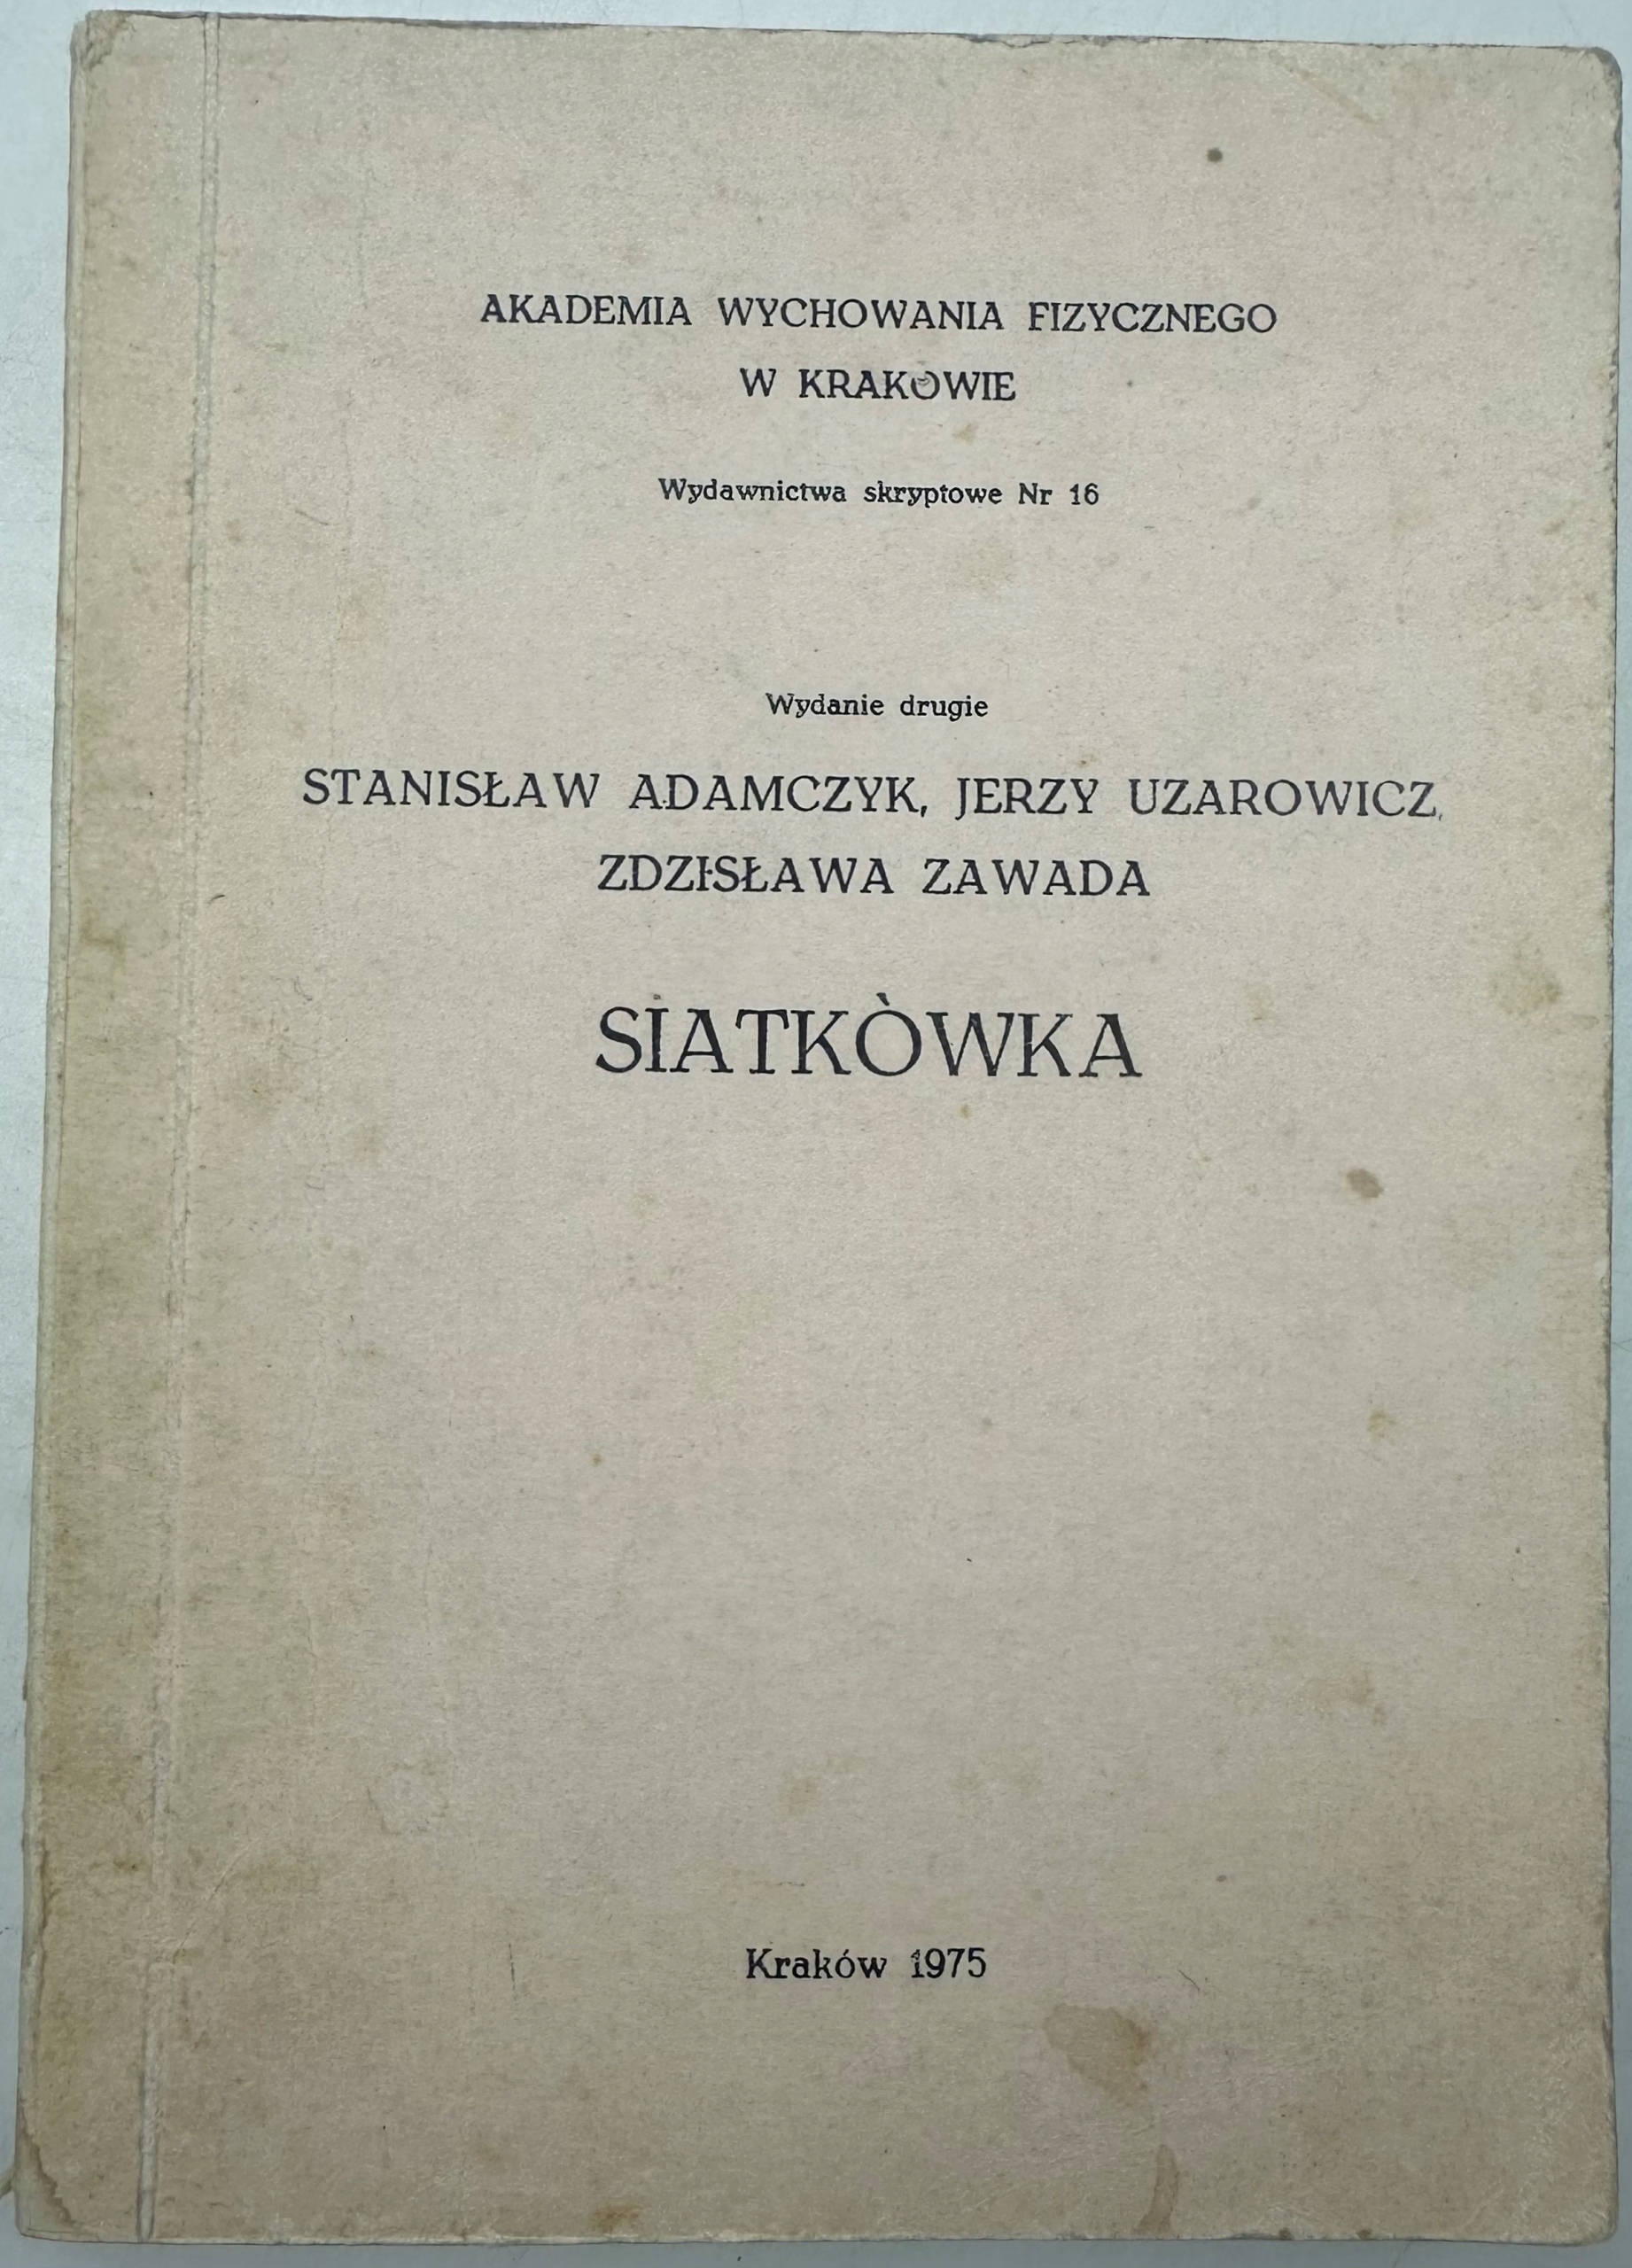 AKADEMIA WYCHOWANIA FIZYCZNEGO
W KRAKOWIE
Wydawnictwa skryptowe Nr 16
Wydanie drugie
STANISŁAW ADAMCZYK, JERZY UZAROWICZ,
ZDZISŁAWA ZAWADA
SIATKÒWKA
Kraków 1975